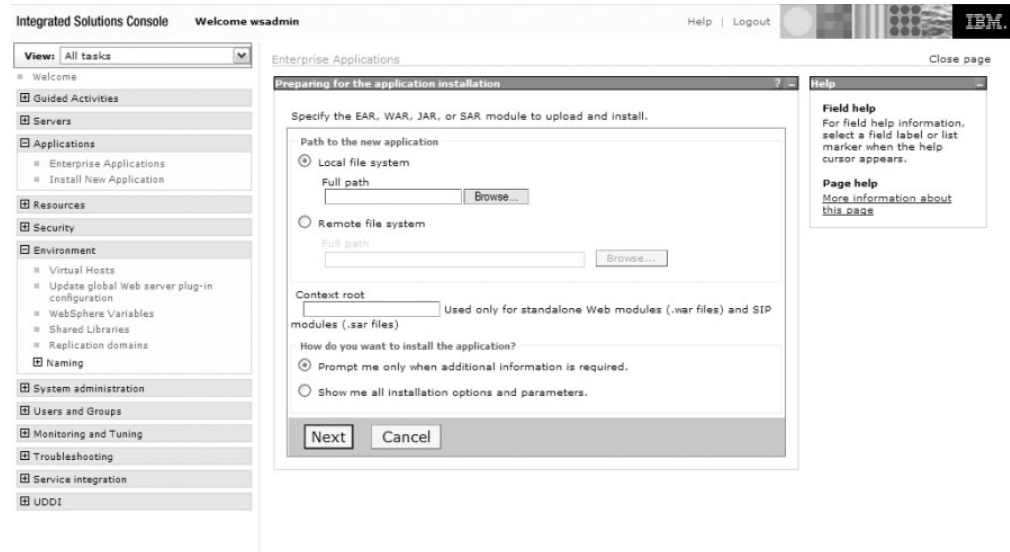 Integrated Solutions Console Welcome wsadmin Help | Logout IBM.
View: All tasks
Welcome
Guided Activities
Servers
Applications
Enterprise Applications
Install New Application
Resources
Security
Environment
Virtual Hosts
Update global Web server plug-in
configuration
WebSphere Variables
Shared Libraries
Replication domains
Naming
System administration
Users and Groups
Monitoring and Tuning
Troubleshooting
Service integration
UDDI
Enterprise Applications Close page
Preparing for the application installation ? -
Specify the EAR, WAR, JAR, or SAR module to upload and install.
Path to the new application
Local file system
Full path
Browse...
Remote file system
Full path
Browse...
Context root
Used only for standalone Web modules (.war files) and SIP
modules (.sar files)
How do you want to install the application?
Prompt me only when additional information is required.
Show me all installation options and parameters.
Next Cancel
Help -
Field help
For field help information,
select a field label or list
marker when the help
cursor appears.
Page help
More information about
this page